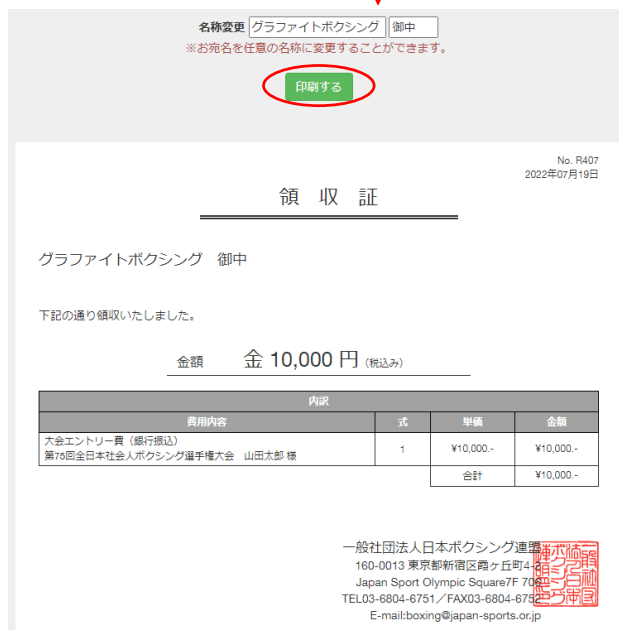 名称変更 グラファイトボクシング 御中
※お宛名を任意の名称に変更することができます。
印刷する
No. R407
2022年07月19日
領 収 証
グラファイトボクシング 御中
下記の通り領収いたしました。
金額 金 10,000 円 (税込み)
内訳
費用内容 式 単価 金額
大会エントリー費（銀行振込）
第75回全日本社会人ボクシング選手権大会 山田太郎 様 1 ¥10,000.- ¥10,000.-
合計 ¥10,000.-
一般社団法人日本ボクシング連盟
160-0013 東京都新宿区霞ヶ丘町4-2
Japan Sport Olympic Square7F 706
TEL03-6804-6751／FAX03-6804-6752
E-mail:boxing@japan-sports.or.jp